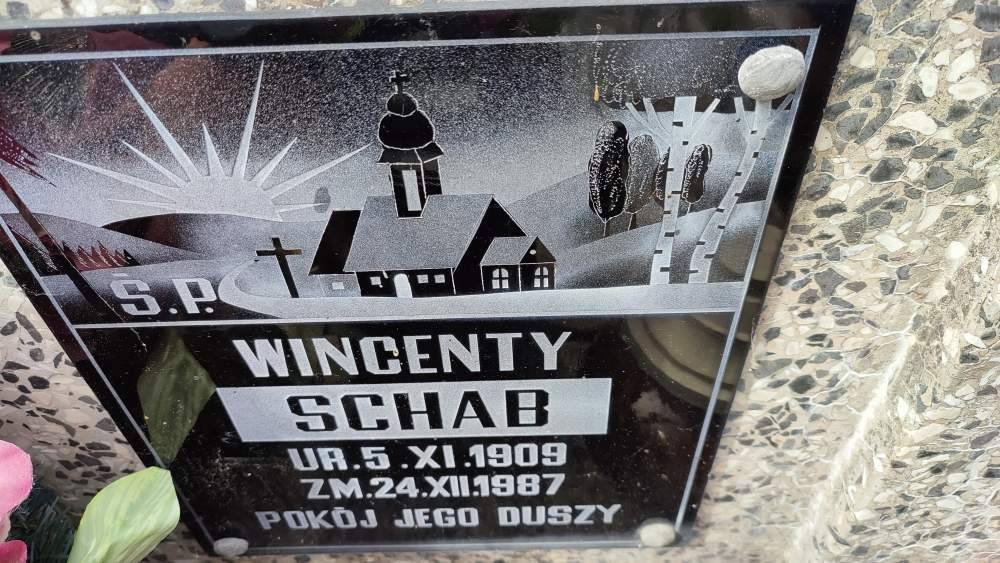 Ś.P.
WINCENTY
SCHAB
UR.5.XI.1909
ZM.24.XII.1987
POKÓJ JEGO DUSZY